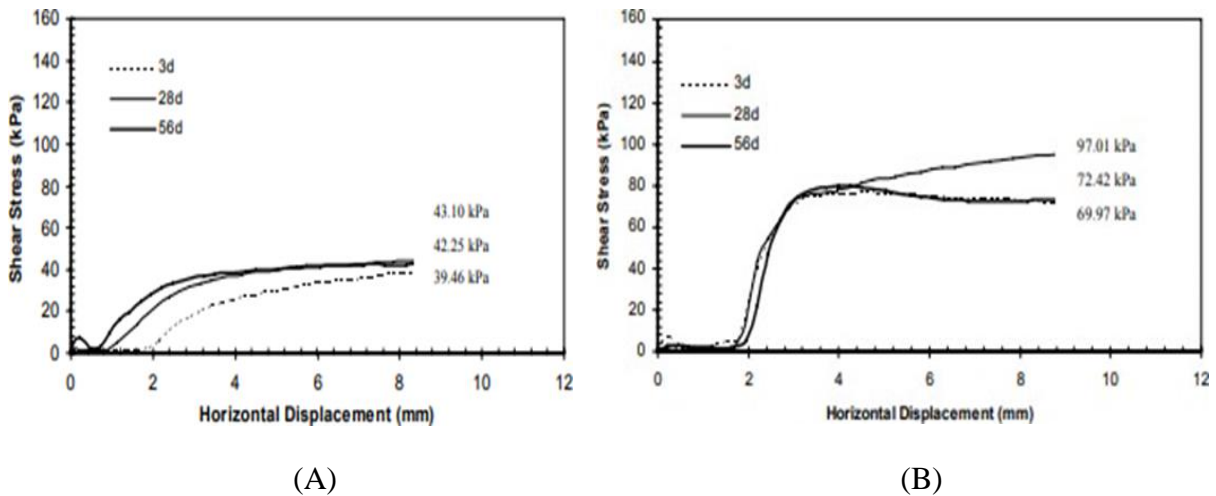 160
140
120
100
80
60
40
20
0
Shear Stress (kPa)
3d
28d
56d
43.10 kPa
42.25 kPa
39.46 kPa
0 2 4 6 8 10 12
Horizontal Displacement (mm)
(A)
160
140
120
100
80
60
40
20
0
Shear Stress (kPa)
3d
28d
56d
97.01 kPa
72.42 kPa
69.97 kPa
0 2 4 6 8 10 12
Horizontal Displacement (mm)
(B)